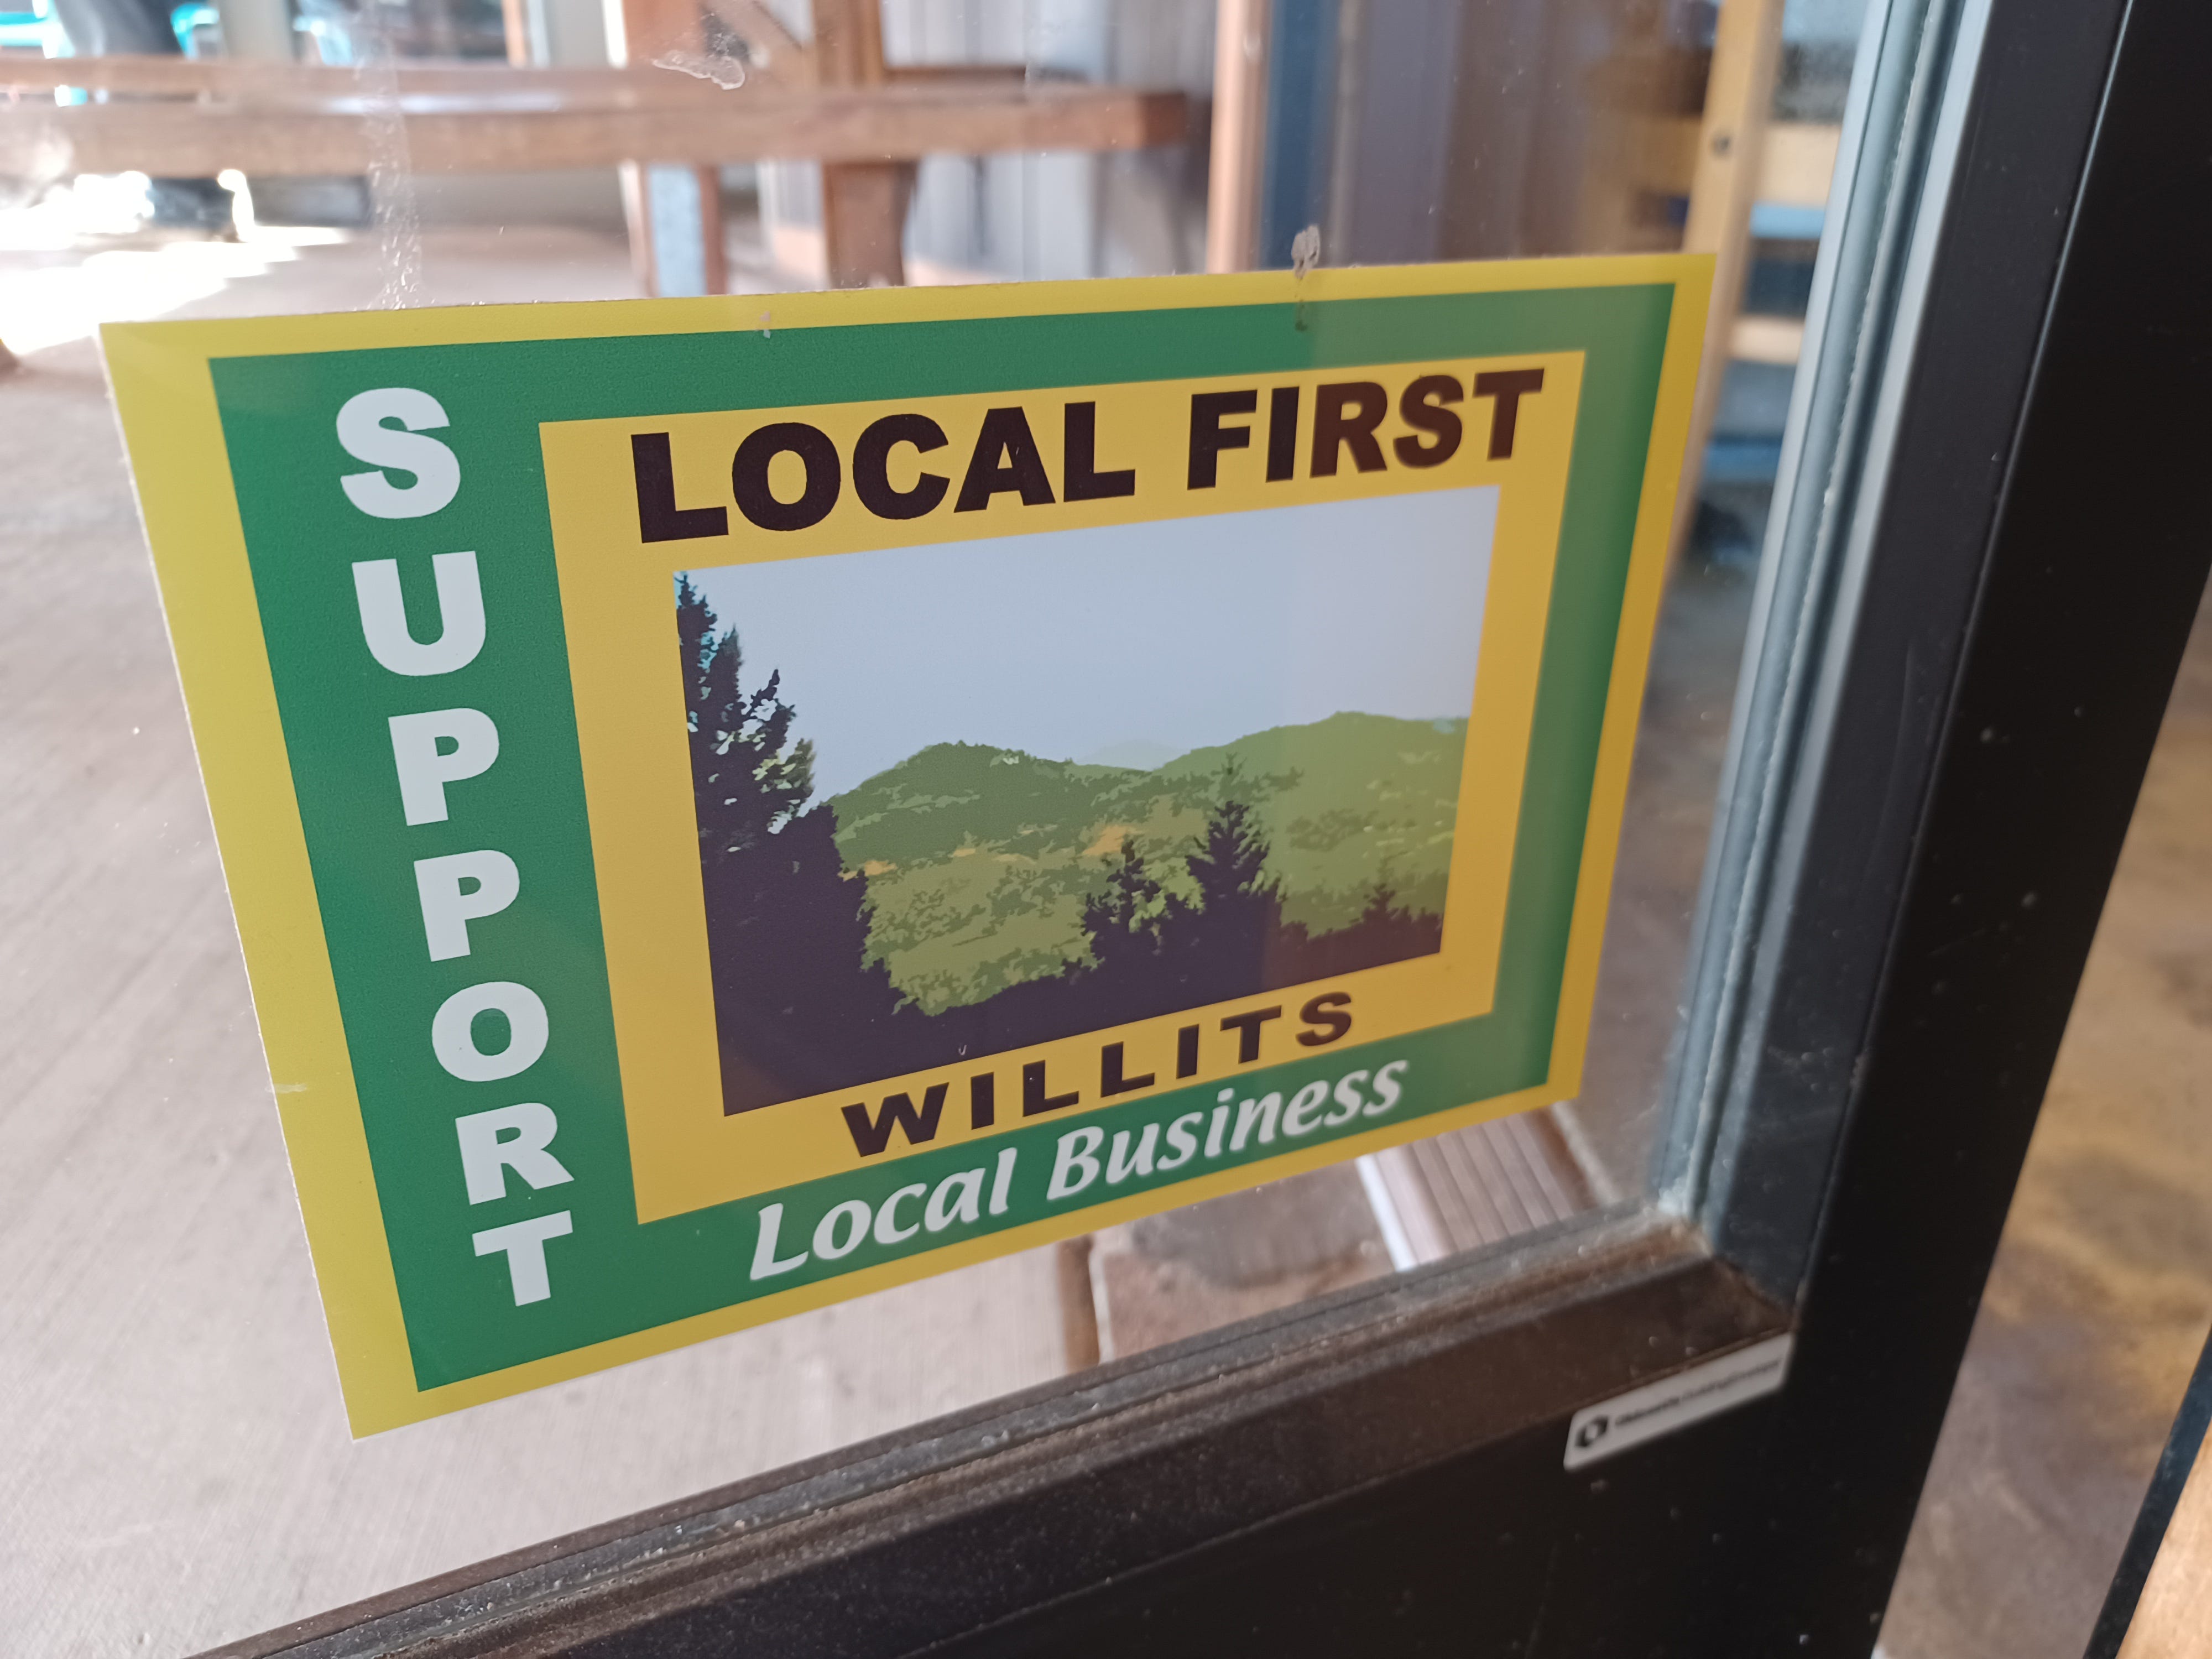 SUPPORT
LOCAL FIRST
WILLITS
Local Business